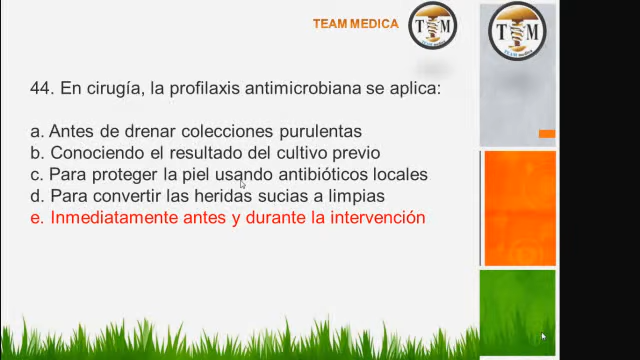 TEAM MEDICA
T M
T M
TEAM medica
44. En cirugía, la profilaxis antimicrobiana se aplica:
a. Antes de drenar colecciones purulentas
b. Conociendo el resultado del cultivo previo
c. Para proteger la piel usando antibióticos locales
d. Para convertir las heridas sucias a limpias
e. Inmediatamente antes y durante la intervención